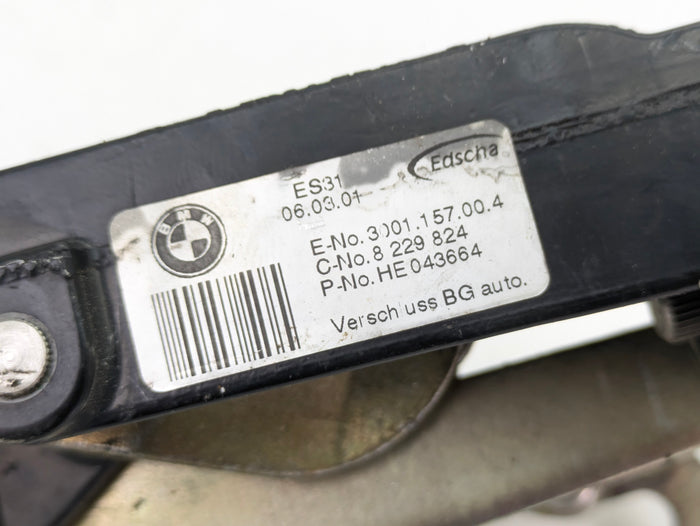 Edscha
ES31
06.03.01
BMW
E-No. 3001.157.00.4
C-No. 8 229 824
P-No. HE 043664
Verschluss BG auto.